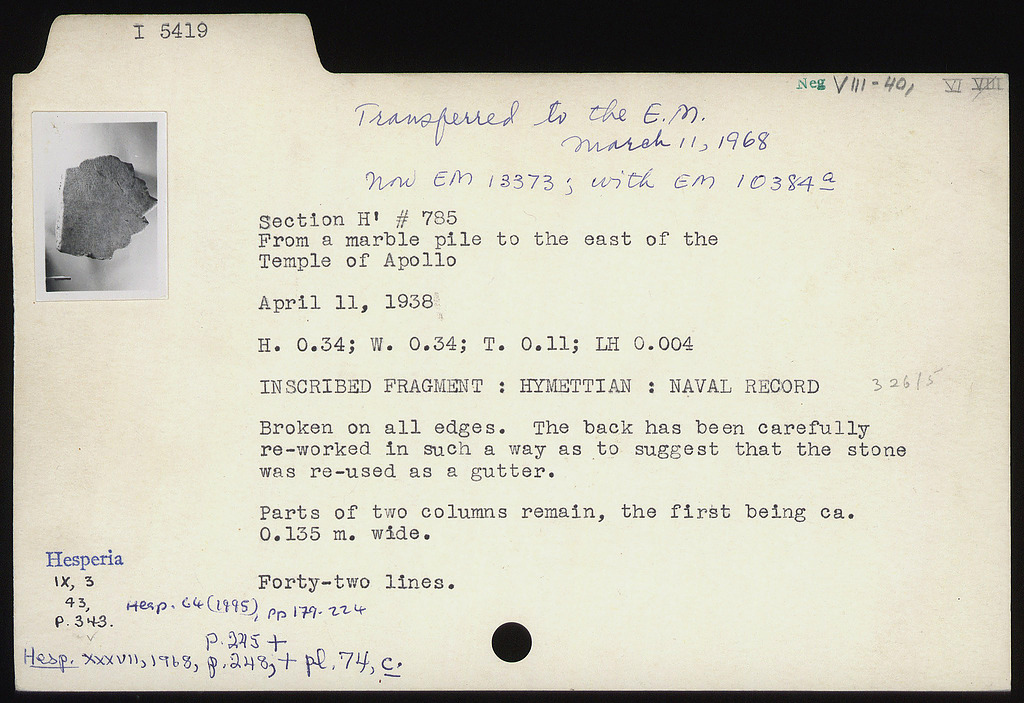 I 5419
Neg VIII-40, VI VIII
Transferred to the E.M.
March 11, 1968
Now EM 13373; with EM 10384a
Section H' # 785
From a marble pile to the east of the
Temple of Apollo
April 11, 1938
H. 0.34; W. 0.34; T. 0.11; LH 0.004
INSCRIBED FRAGMENT : HYMETTIAN : NAVAL RECORD
326/5
Broken on all edges. The back has been carefully
re-worked in such a way as to suggest that the stone
was re-used as a gutter.
Parts of two columns remain, the first being ca.
0.135 m. wide.
Forty-two lines.
Hesperia
IX, 3
43,
P. 343.
Hesp. 64 (1995), pp 179-224
p. 245 +
Hesp. XXXVII, 1968, p. 248, + pl. 74, c.